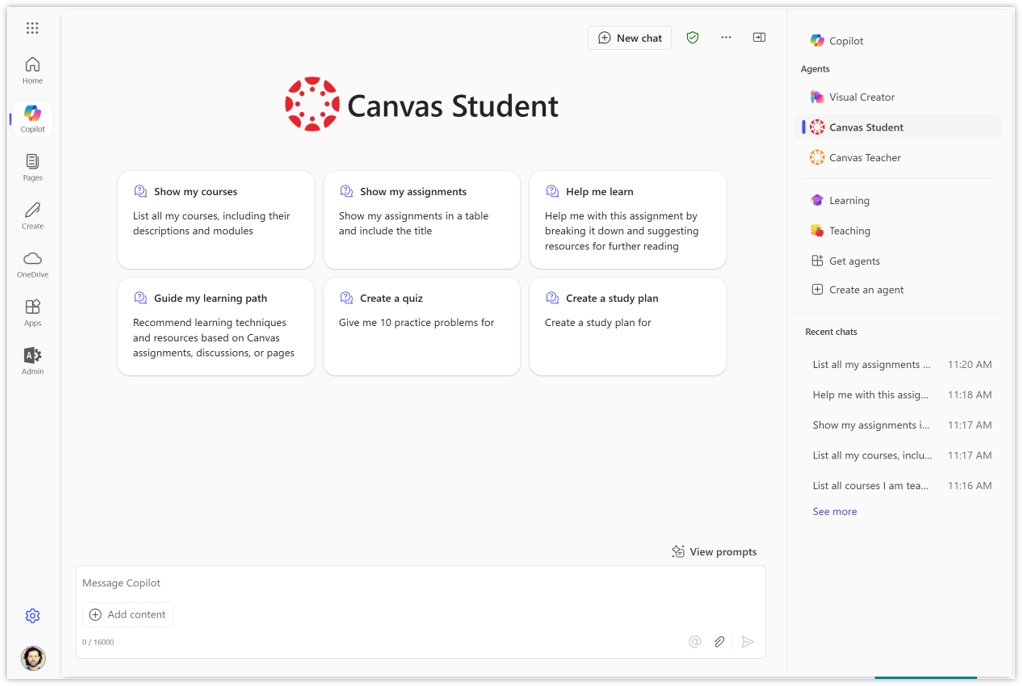 Home
Copilot
Pages
Create
OneDrive
Apps
Admin
New chat
Canvas Student
Show my courses
List all my courses, including their
descriptions and modules
Show my assignments
Show my assignments in a table
and include the title
Help me learn
Help me with this assignment by
breaking it down and suggesting
resources for further reading
Guide my learning path
Recommend learning techniques
and resources based on Canvas
assignments, discussions, or pages
Create a quiz
Give me 10 practice problems for
Create a study plan
Create a study plan for
View prompts
Message Copilot
Add content
0 / 16000
Copilot
Agents
Visual Creator
Canvas Student
Canvas Teacher
Learning
Teaching
Get agents
Create an agent
Recent chats
List all my assignments ... 11:20 AM
Help me with this assig... 11:18 AM
Show my assignments i... 11:17 AM
List all my courses, inclu... 11:17 AM
List all courses I am tea... 11:16 AM
See more